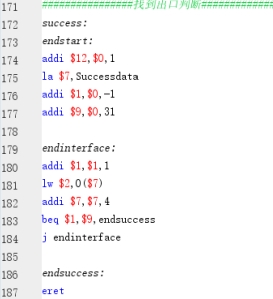 171 ###############找到出口判断############
172 success:
173 endstart:
174 addi $12,$0,1
175 la $7,Successdata
176 addi $1,$0,-1
177 addi $9,$0,31
178
179 endinterface:
180 addi $1,$1,1
181 lw $2,0($7)
182 addi $7,$7,4
183 beq $1,$9,endsuccess
184 j endinterface
185
186 endsuccess:
187 eret